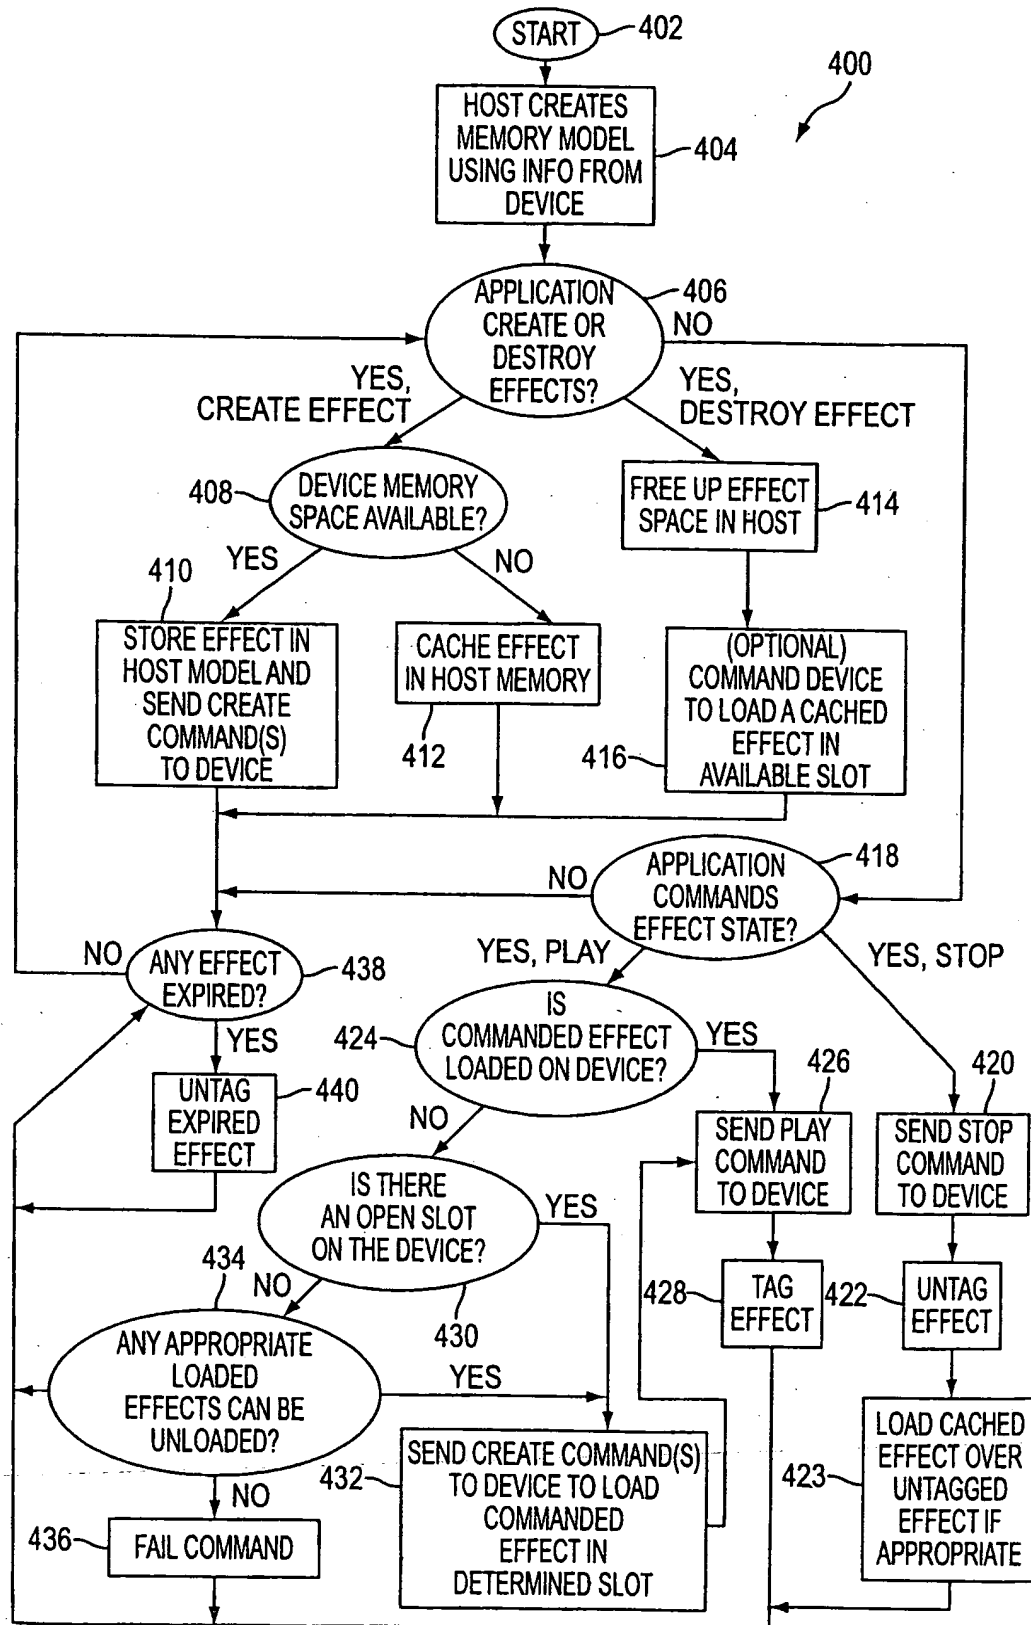 START
402
400
HOST CREATES
MEMORY MODEL
USING INFO FROM
DEVICE
404
APPLICATION
CREATE OR
DESTROY
EFFECTS?
406
NO
YES,
CREATE EFFECT
YES,
DESTROY EFFECT
408
DEVICE MEMORY
SPACE AVAILABLE?
FREE UP EFFECT
SPACE IN HOST
414
YES
NO
410
STORE EFFECT IN
HOST MODEL AND
SEND CREATE
COMMAND(S)
TO DEVICE
CACHE EFFECT
IN HOST MEMORY
412
(OPTIONAL)
COMMAND DEVICE
TO LOAD A CACHED
EFFECT IN
AVAILABLE SLOT
416
APPLICATION
COMMANDS
EFFECT STATE?
418
NO
YES, PLAY
YES, STOP
NO
ANY EFFECT
EXPIRED?
438
YES
UNTAG
EXPIRED
EFFECT
440
424
IS
COMMANDED EFFECT
LOADED ON DEVICE?
YES
NO
426
SEND PLAY
COMMAND
TO DEVICE
420
SEND STOP
COMMAND
TO DEVICE
IS THERE
AN OPEN SLOT
ON THE DEVICE?
YES
NO
430
428
TAG
EFFECT
422
UNTAG
EFFECT
434
ANY APPROPRIATE
LOADED
EFFECTS CAN BE
UNLOADED?
YES
NO
432
SEND CREATE COMMAND(S)
TO DEVICE TO LOAD
COMMANDED
EFFECT IN
DETERMINED SLOT
423
LOAD CACHED
EFFECT OVER
UNTAGGED
EFFECT IF
APPROPRIATE
436
FAIL COMMAND